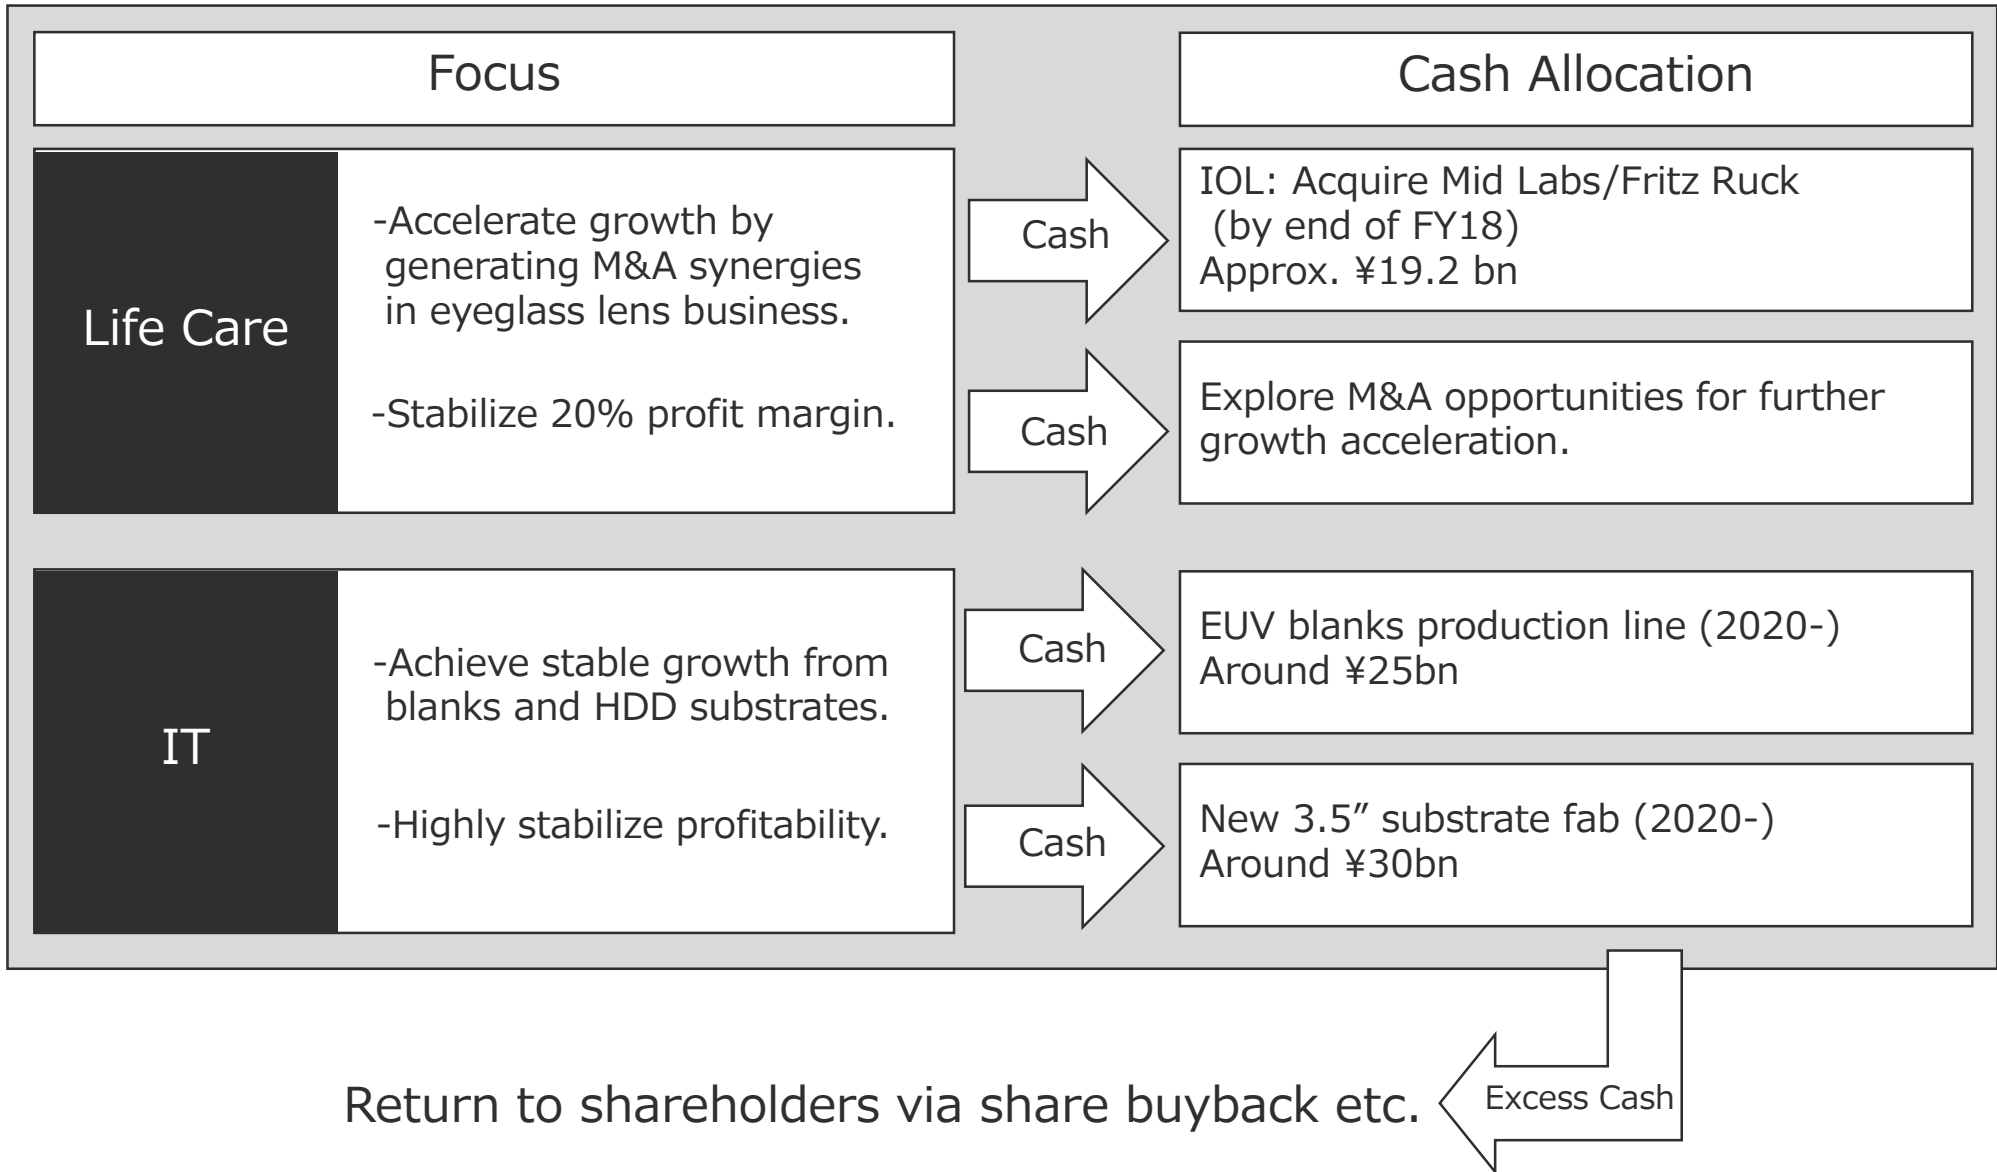 Focus
Cash Allocation
Life Care
-Accelerate growth by
generating M&A synergies
in eyeglass lens business.
-Stabilize 20% profit margin.
Cash
IOL: Acquire Mid Labs/Fritz Ruck
(by end of FY18)
Approx. ¥19.2 bn
Cash
Explore M&A opportunities for further
growth acceleration.
IT
-Achieve stable growth from
blanks and HDD substrates.
-Highly stabilize profitability.
Cash
EUV blanks production line (2020-)
Around ¥25bn
Cash
New 3.5” substrate fab (2020-)
Around ¥30bn
Return to shareholders via share buyback etc.
Excess Cash